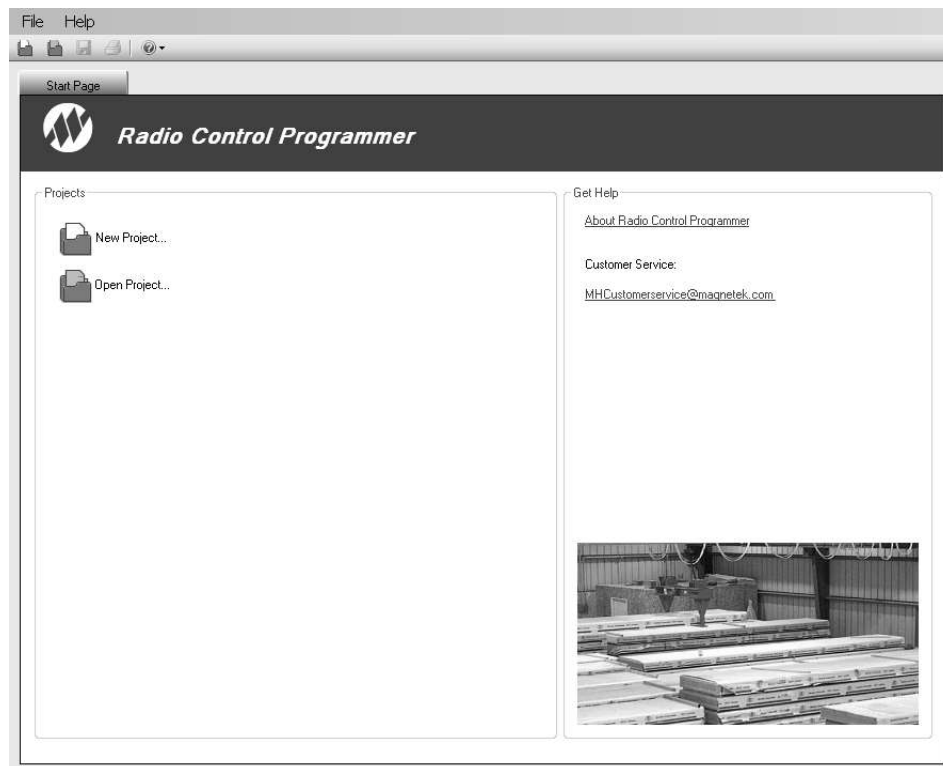 File Help
Start Page
Radio Control Programmer
Projects
New Project...
Open Project...
Get Help
About Radio Control Programmer
Customer Service:
MHCustomerservice@magnetek.com